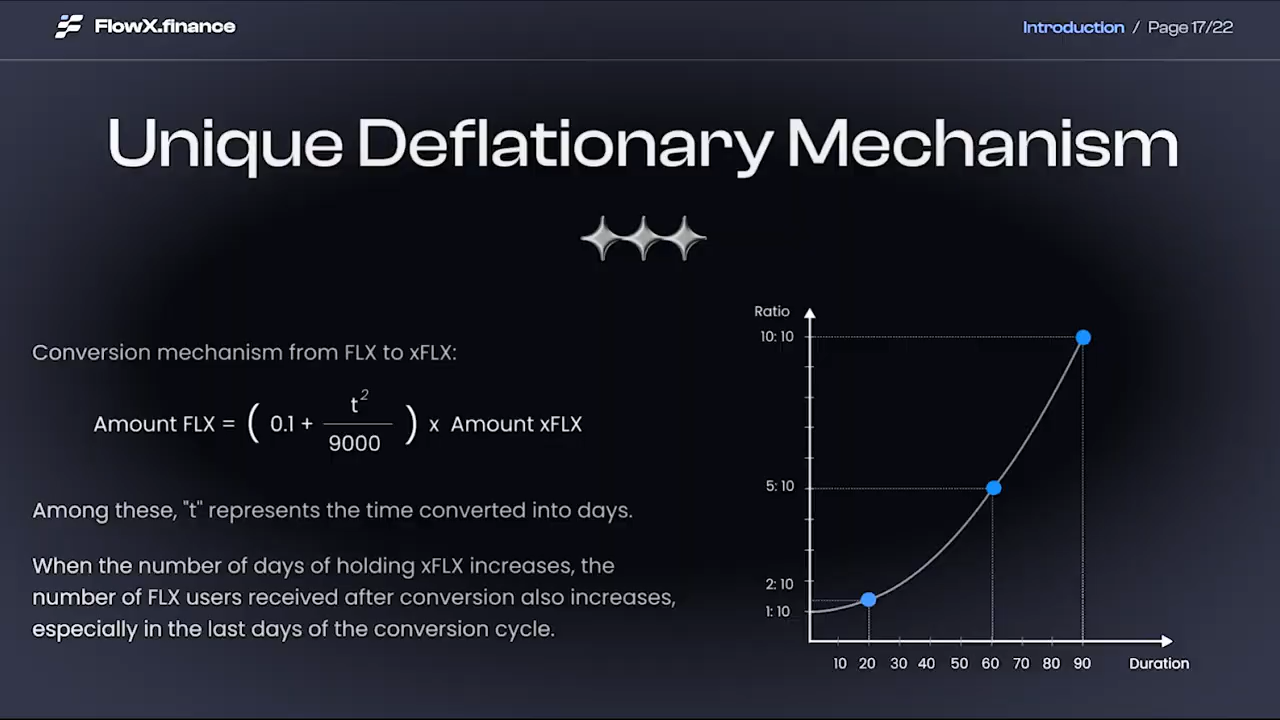 FlowX.finance
Introduction / Page 17/22
Unique Deflationary Mechanism
Conversion mechanism from FLX to xFLX:
Amount FLX = ( 0.1 + t² / 9000 ) x Amount xFLX
Among these, "t" represents the time converted into days.
When the number of days of holding xFLX increases, the
number of FLX users received after conversion also increases,
especially in the last days of the conversion cycle.
Ratio
10: 10
5: 10
2: 10
1: 10
10 20 30 40 50 60 70 80 90 Duration